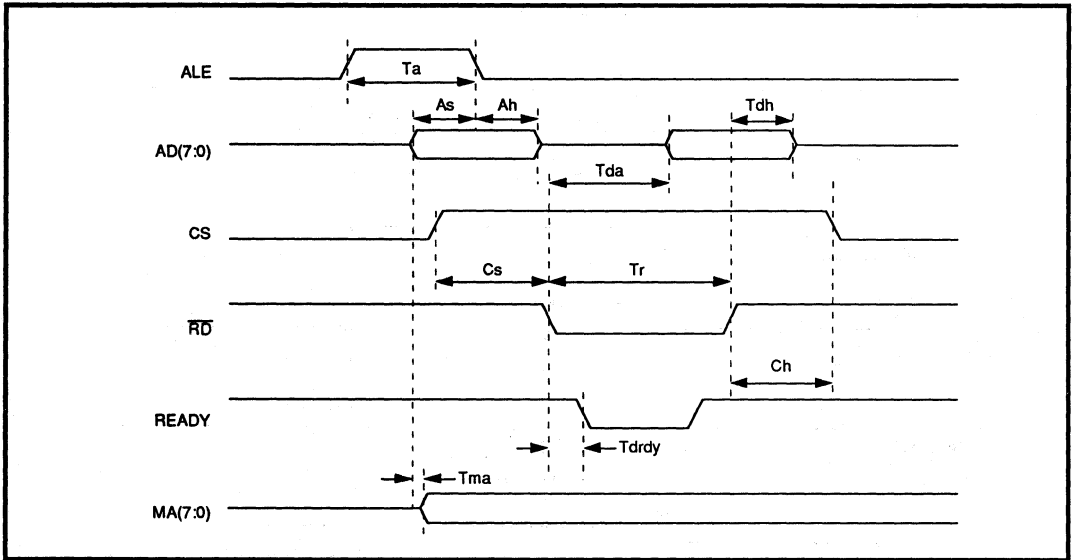 ALE
Ta
As Ah Tdh
AD(7:0)
Tda
CS
Cs Tr
RD
Ch
READY
Tdrdy
Tma
MA(7:0)